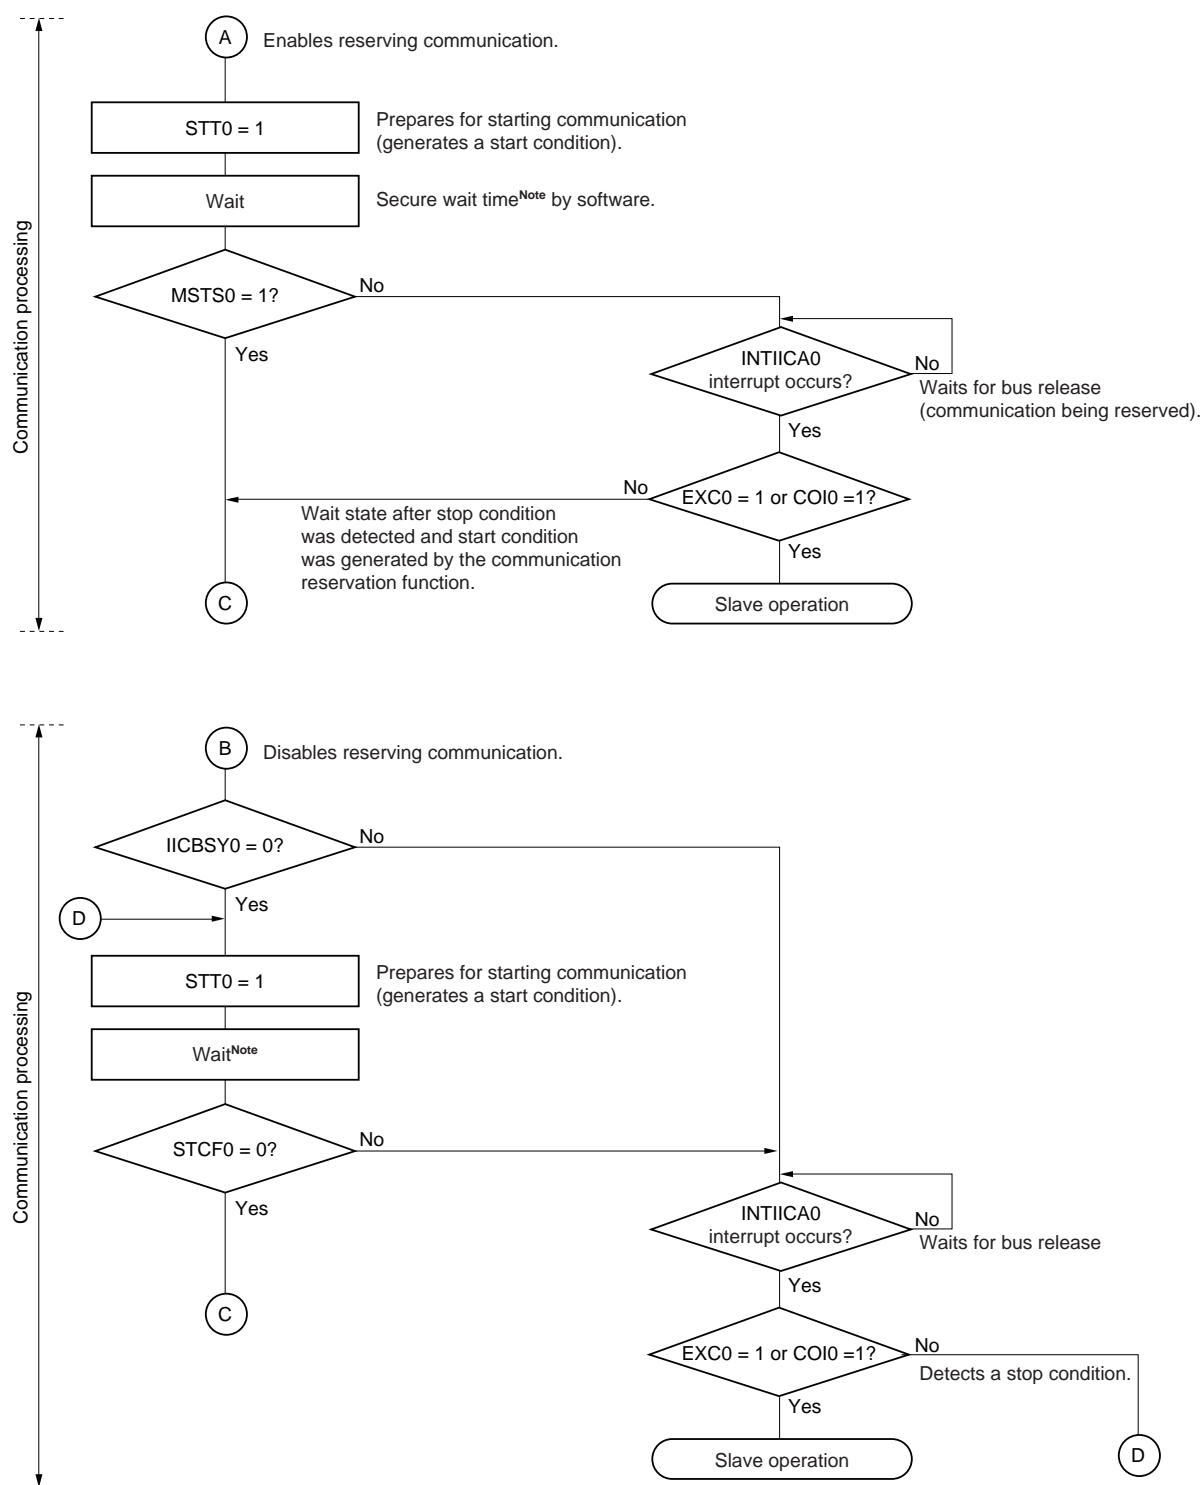 A
Enables reserving communication.
STT0 = 1
Prepares for starting communication
(generates a start condition).
Wait
Secure wait timeNote by software.
MSTS0 = 1?
No
Yes
INTIICA0
interrupt occurs?
No
Waits for bus release
(communication being reserved).
Yes
EXC0 = 1 or COI0 =1?
No
Wait state after stop condition
was detected and start condition
was generated by the communication
reservation function.
Yes
C
Slave operation
Communication processing
B
Disables reserving communication.
IICBSY0 = 0?
No
Yes
D
STT0 = 1
Prepares for starting communication
(generates a start condition).
WaitNote
STCF0 = 0?
No
Yes
INTIICA0
interrupt occurs?
No
Waits for bus release
Yes
C
EXC0 = 1 or COI0 =1?
No
Detects a stop condition.
Yes
Slave operation
D
Communication processing